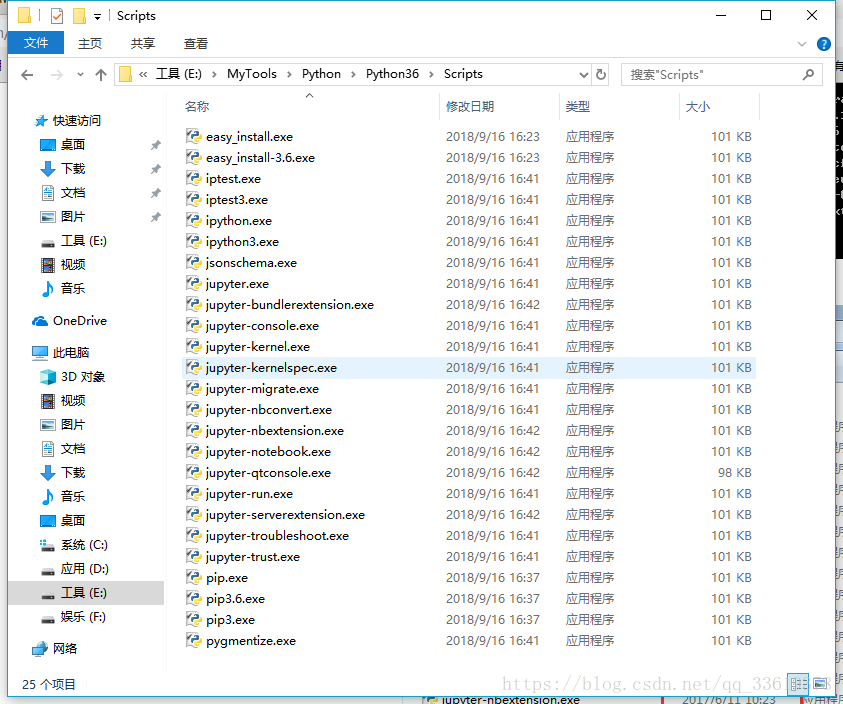 Scripts
文件 主页 共享 查看
« 工具 (E:) › MyTools › Python › Python36 › Scripts 搜索"Scripts"
名称 修改日期 类型 大小
快速访问
桌面
下载
文档
图片
工具 (E:)
视频
音乐
OneDrive
此电脑
3D 对象
视频
图片
文档
下载
音乐
桌面
系统 (C:)
应用 (D:)
工具 (E:)
娱乐 (F:)
网络
easy_install.exe 2018/9/16 16:23 应用程序 101 KB
easy_install-3.6.exe 2018/9/16 16:23 应用程序 101 KB
iptest.exe 2018/9/16 16:41 应用程序 101 KB
iptest3.exe 2018/9/16 16:41 应用程序 101 KB
ipython.exe 2018/9/16 16:41 应用程序 101 KB
ipython3.exe 2018/9/16 16:41 应用程序 101 KB
jsonschema.exe 2018/9/16 16:41 应用程序 101 KB
jupyter.exe 2018/9/16 16:41 应用程序 101 KB
jupyter-bundlerextension.exe 2018/9/16 16:42 应用程序 101 KB
jupyter-console.exe 2018/9/16 16:41 应用程序 101 KB
jupyter-kernel.exe 2018/9/16 16:41 应用程序 101 KB
jupyter-kernelspec.exe 2018/9/16 16:41 应用程序 101 KB
jupyter-migrate.exe 2018/9/16 16:41 应用程序 101 KB
jupyter-nbconvert.exe 2018/9/16 16:41 应用程序 101 KB
jupyter-nbextension.exe 2018/9/16 16:42 应用程序 101 KB
jupyter-notebook.exe 2018/9/16 16:42 应用程序 101 KB
jupyter-qtconsole.exe 2018/9/16 16:42 应用程序 98 KB
jupyter-run.exe 2018/9/16 16:41 应用程序 101 KB
jupyter-serverextension.exe 2018/9/16 16:42 应用程序 101 KB
jupyter-troubleshoot.exe 2018/9/16 16:41 应用程序 101 KB
jupyter-trust.exe 2018/9/16 16:41 应用程序 101 KB
pip.exe 2018/9/16 16:37 应用程序 101 KB
pip3.6.exe 2018/9/16 16:37 应用程序 101 KB
pip3.exe 2018/9/16 16:37 应用程序 101 KB
pygmentize.exe 2018/9/16 16:41 应用程序 101 KB
25 个项目
jupyter-nbextension.exe 2017/6/11 10:23 应用程序